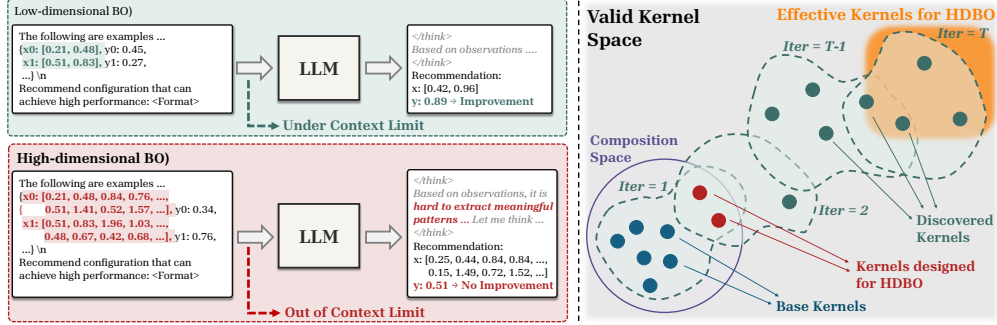 Low-dimensional BO)
The following are examples ...
{x0: [0.21, 0.48], y0: 0.45,
x1: [0.51, 0.83], y1: 0.27,
...} \n
Recommend configuration that can
achieve high performance: <Format>
LLM
</think>
Based on observations ....
</think>
Recommendation:
x: [0.42, 0.96]
y: 0.89 → Improvement
Under Context Limit
High-dimensional BO)
The following are examples ...
{x0: [0.21, 0.48, 0.84, 0.76, ...,
{ 0.51, 1.41, 0.52, 1.57, ...], y0: 0.34,
x1: [0.51, 0.83, 1.96, 1.03, ...,
0.48, 0.67, 0.42, 0.68, ...], y1: 0.76,
...} \n
Recommend configuration that can
achieve high performance: <Format>
LLM
</think>
Based on observations, it is
hard to extract meaningful
patterns ... Let me think ...
</think>
Recommendation:
x: [0.25, 0.44, 0.84, 0.84, ...,
0.15, 1.49, 0.72, 1.52, ...]
y: 0.51 → No Improvement
Out of Context Limit
Valid Kernel
Space
Effective Kernels for HDBO
Iter = T
Iter = T-1
Composition
Space
Iter = 1
Iter = 2
Discovered
Kernels
Kernels designed
for HDBO
Base Kernels